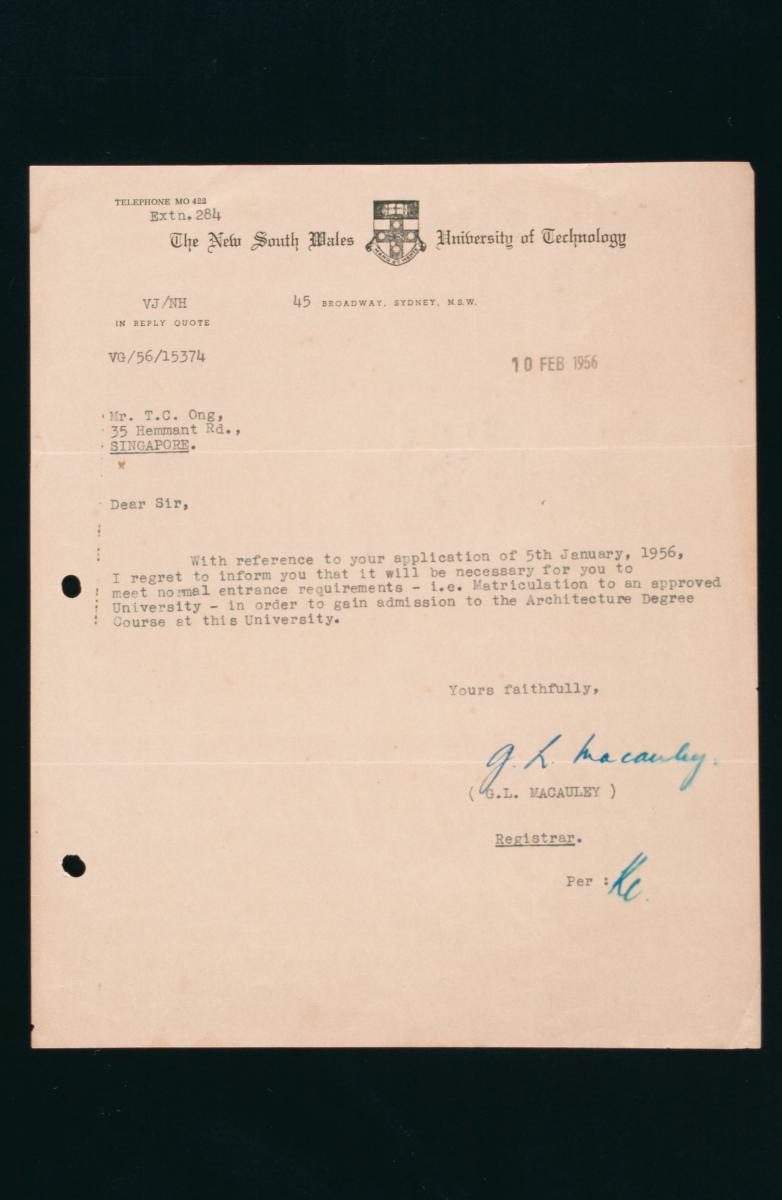 TELEPHONE MO 422
Extn. 284
The New South Wales University of Technology
MANU ET MENTE
VJ/NH
45 BROADWAY, SYDNEY, N.S.W.
IN REPLY QUOTE
VG/56/15374
10 FEB 1956
Mr. T.C. Ong,
35 Hemmant Rd.,
SINGAPORE.
Dear Sir,
With reference to your application of 5th January, 1956,
I regret to inform you that it will be necessary for you to
meet normal entrance requirements - i.e. Matriculation to an approved
University - in order to gain admission to the Architecture Degree
Course at this University.
Yours faithfully,
G. L. Macauley.
( G.L. MACAULEY )
Registrar.
Per :